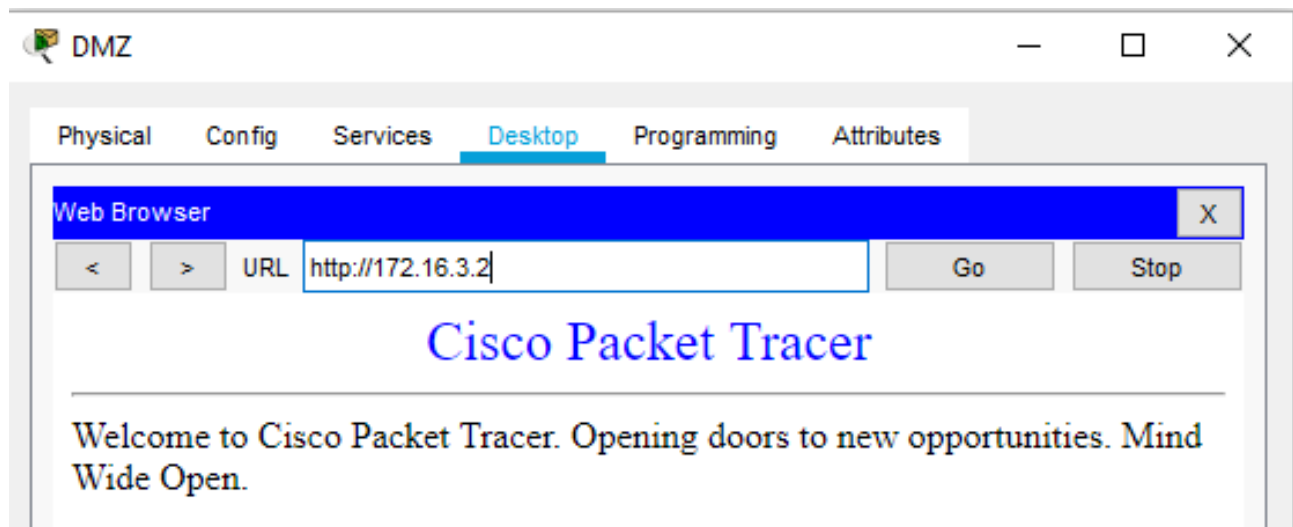 DMZ
Physical Config Services Desktop Programming Attributes
Web Browser X
< > URL http://172.16.3.2 Go Stop
Cisco Packet Tracer
Welcome to Cisco Packet Tracer. Opening doors to new opportunities. Mind
Wide Open.